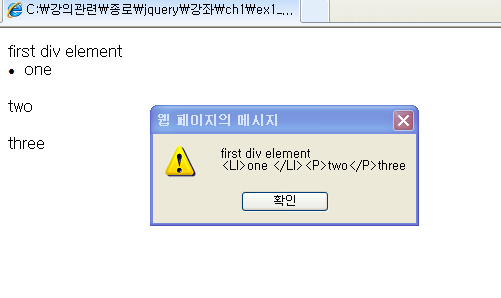 C:₩강의관련₩종로₩jquery₩강좌₩ch1₩ex1_...
first div element
• one
two
three
웹 페이지의 메시지
first div element
<LI>one </LI><P>two</P>three
확인